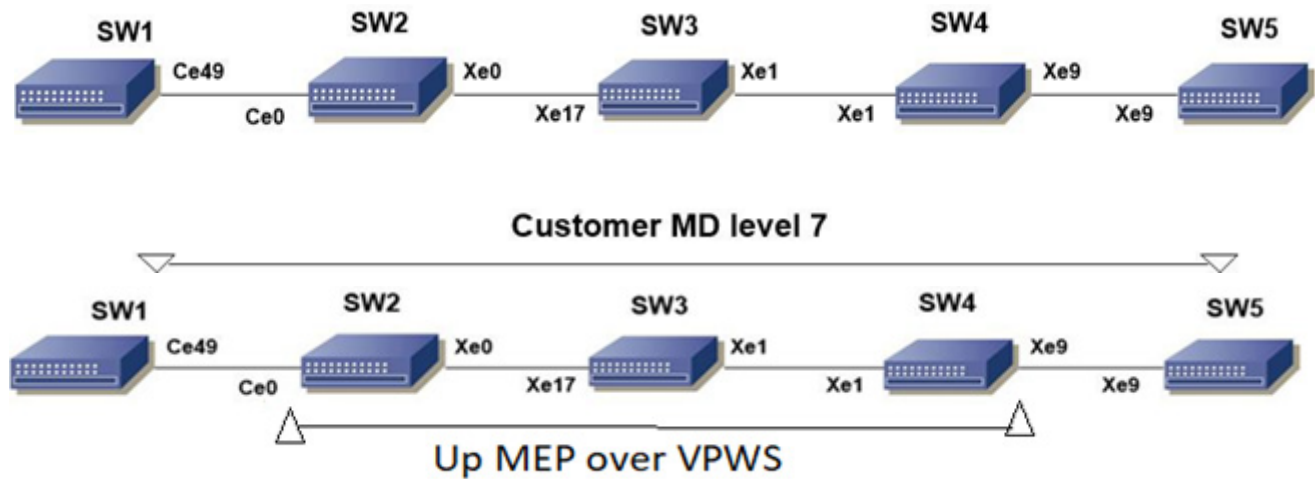 SW1 SW2 SW3 SW4 SW5
Ce49 Xe0 Xe1 Xe9
Ce0 Xe17 Xe1 Xe9
Customer MD level 7
SW1 SW2 SW3 SW4 SW5
Ce49 Xe0 Xe1 Xe9
Ce0 Xe17 Xe1 Xe9
Up MEP over VPWS